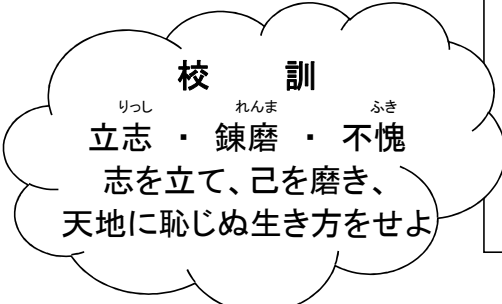 校　訓
りっし　れんま　ふき
立志 ・ 錬磨 ・ 不愧
志を立て、己を磨き、
天地に恥じぬ生き方をせよ